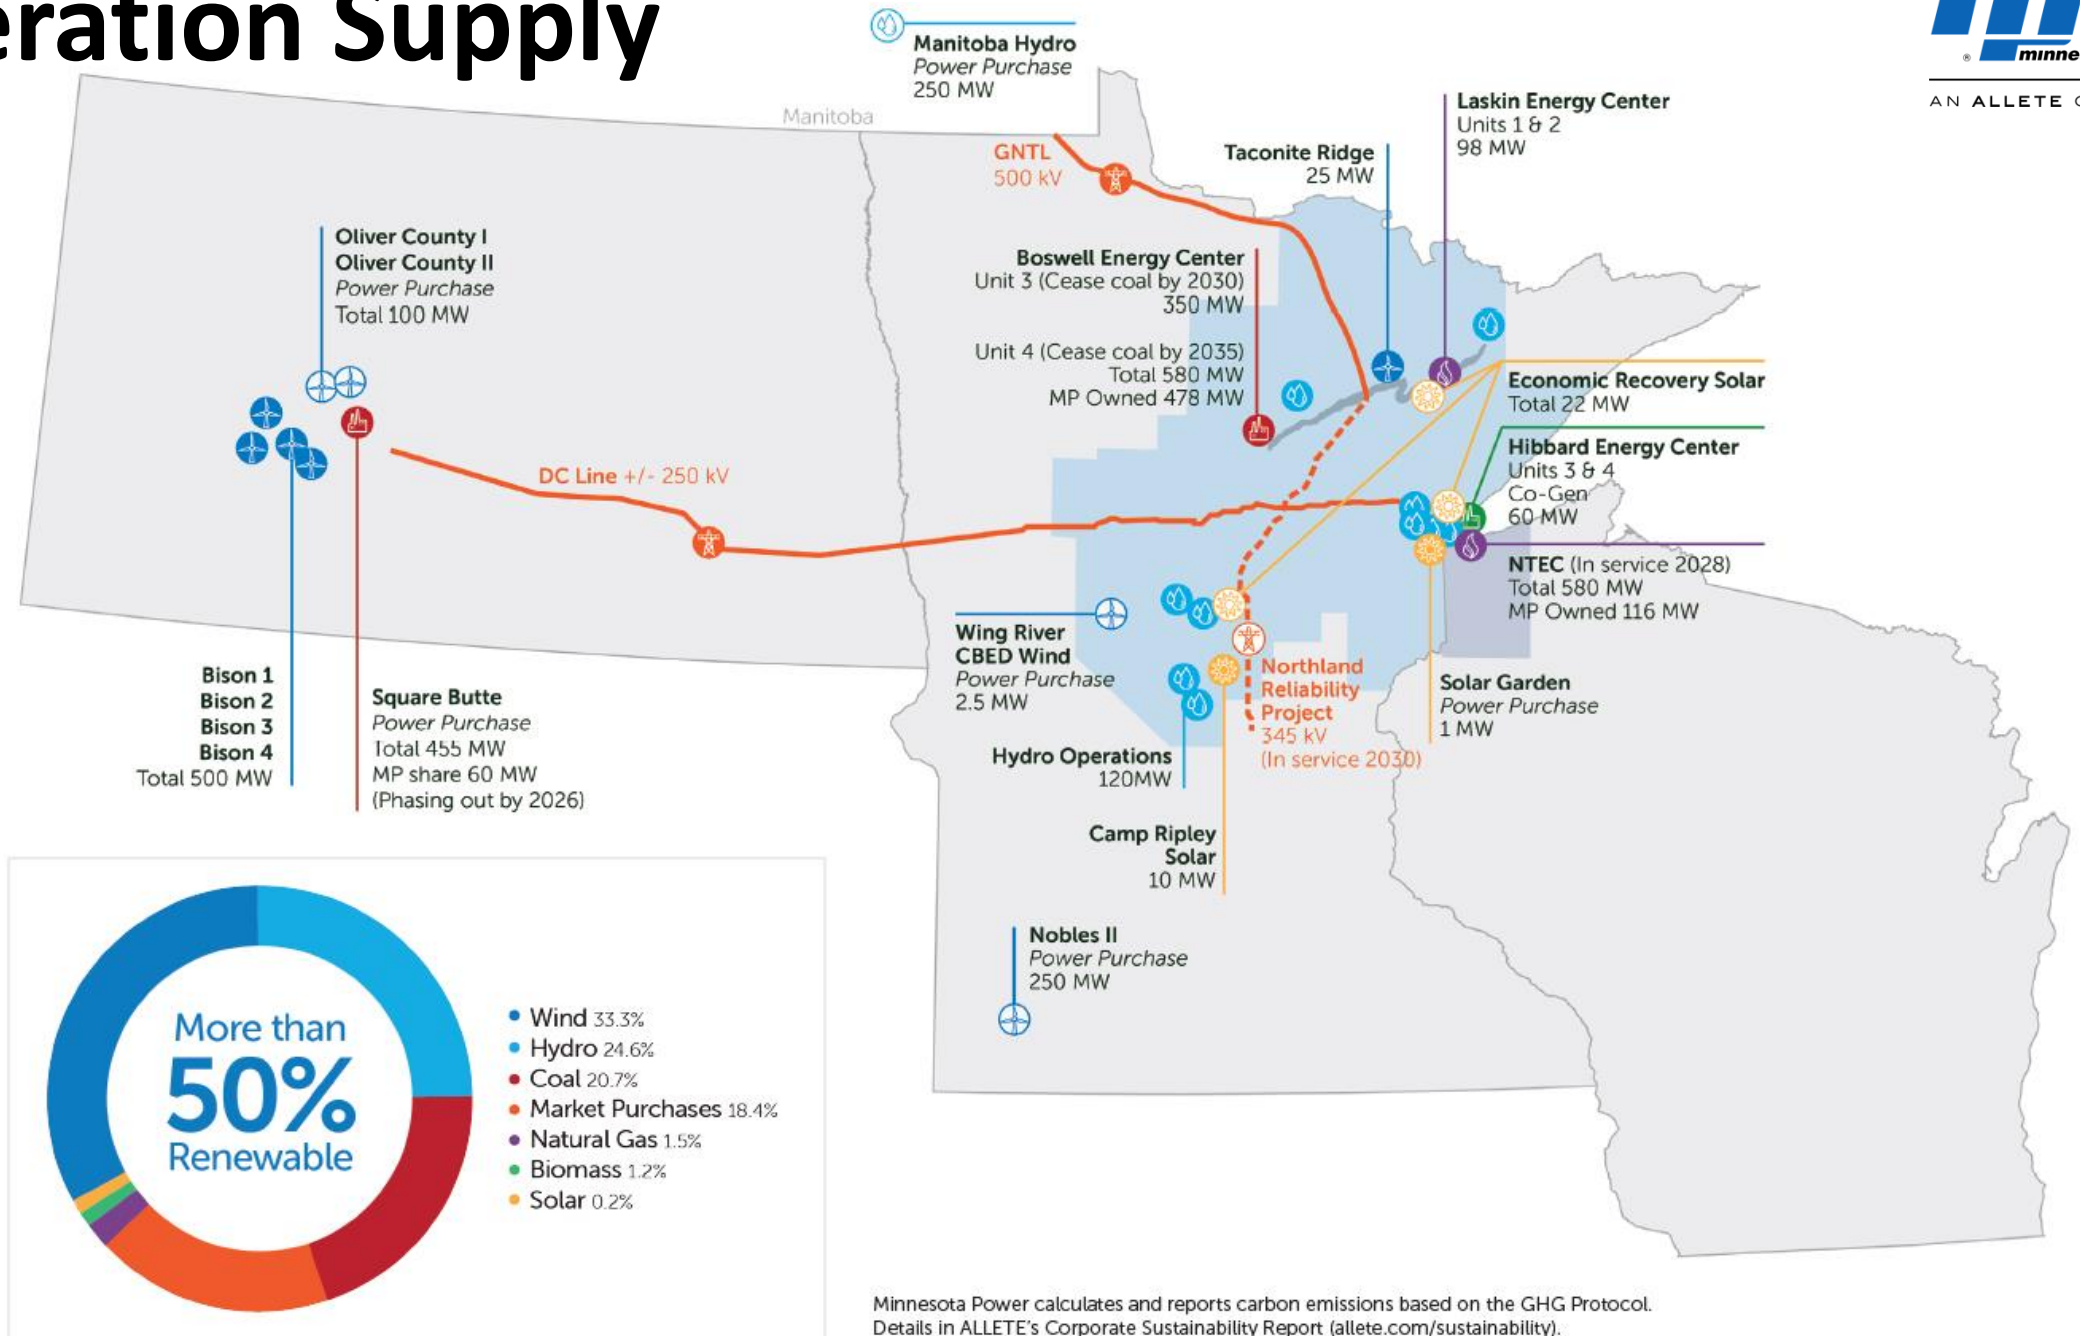 eration Supply
minne
AN ALLETE C
Manitoba Hydro
Power Purchase
250 MW
Manitoba
GNTL
500 kV
Taconite Ridge
25 MW
Laskin Energy Center
Units 1 & 2
98 MW
Oliver County I
Oliver County II
Power Purchase
Total 100 MW
Boswell Energy Center
Unit 3 (Cease coal by 2030)
350 MW
Unit 4 (Cease coal by 2035)
Total 580 MW
MP Owned 478 MW
Economic Recovery Solar
Total 22 MW
Hibbard Energy Center
Units 3 & 4
Co-Gen
60 MW
DC Line +/- 250 kV
NTEC (In service 2028)
Total 580 MW
MP Owned 116 MW
Wing River
CBED Wind
Power Purchase
2.5 MW
Northland
Reliability
Project
345 kV
(In service 2030)
Solar Garden
Power Purchase
1 MW
Bison 1
Bison 2
Bison 3
Bison 4
Total 500 MW
Square Butte
Power Purchase
Total 455 MW
MP share 60 MW
(Phasing out by 2026)
Hydro Operations
120MW
Camp Ripley
Solar
10 MW
Nobles II
Power Purchase
250 MW
More than
50%
Renewable
Wind 33.3%
Hydro 24.6%
Coal 20.7%
Market Purchases 18.4%
Natural Gas 1.5%
Biomass 1.2%
Solar 0.2%
Minnesota Power calculates and reports carbon emissions based on the GHG Protocol.
Details in ALLETE's Corporate Sustainability Report (allete.com/sustainability).